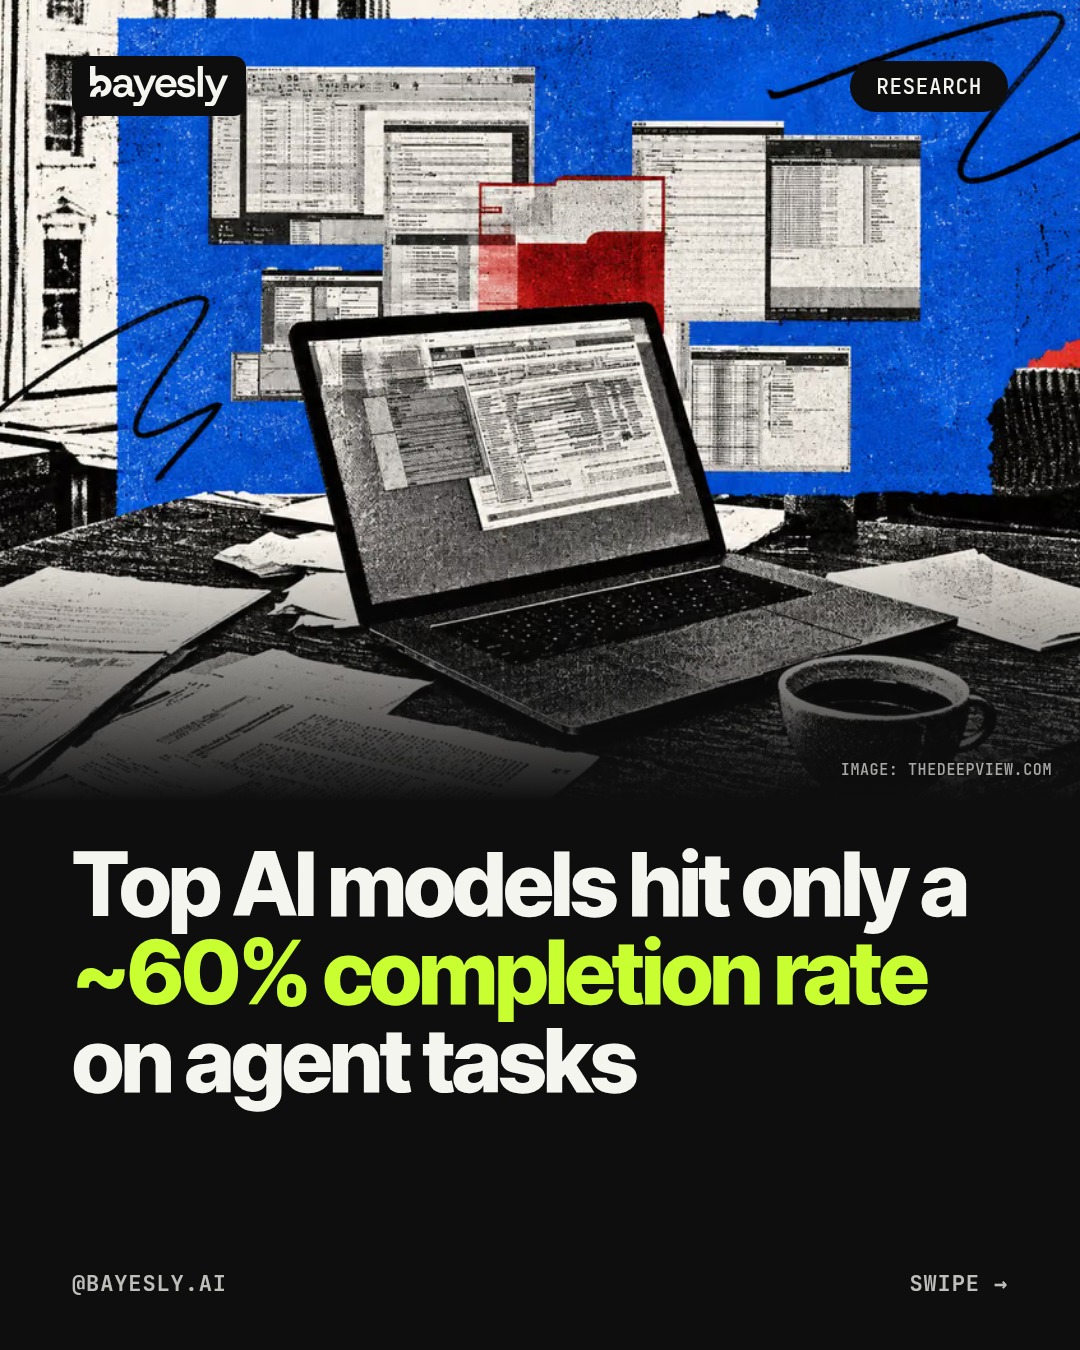 bayesly
RESEARCH
IMAGE: THEDEEPVIEW.COM
Top AI models hit only a
~60% completion rate
on agent tasks
@BAYESLY.AI
SWIPE →